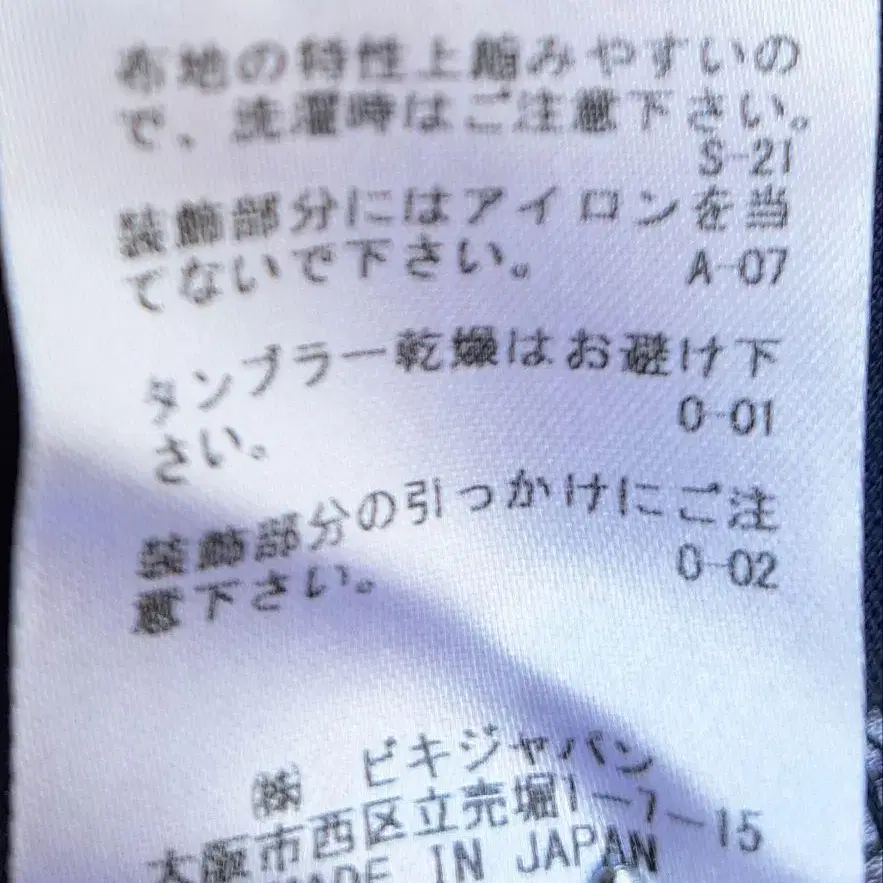 布地の特性上縮みやすいの
で、洗濯時はご注意下さい。
S-21
装飾部分にはアイロンを当
てないで下さい。 A-07
タンブラー乾燥はお避け下
さい。 0-01
装飾部分の引っかけにご注
意下さい。 0-02
㈱ ビキジャパン
大阪市西区立売堀1-7-15
MADE IN JAPAN